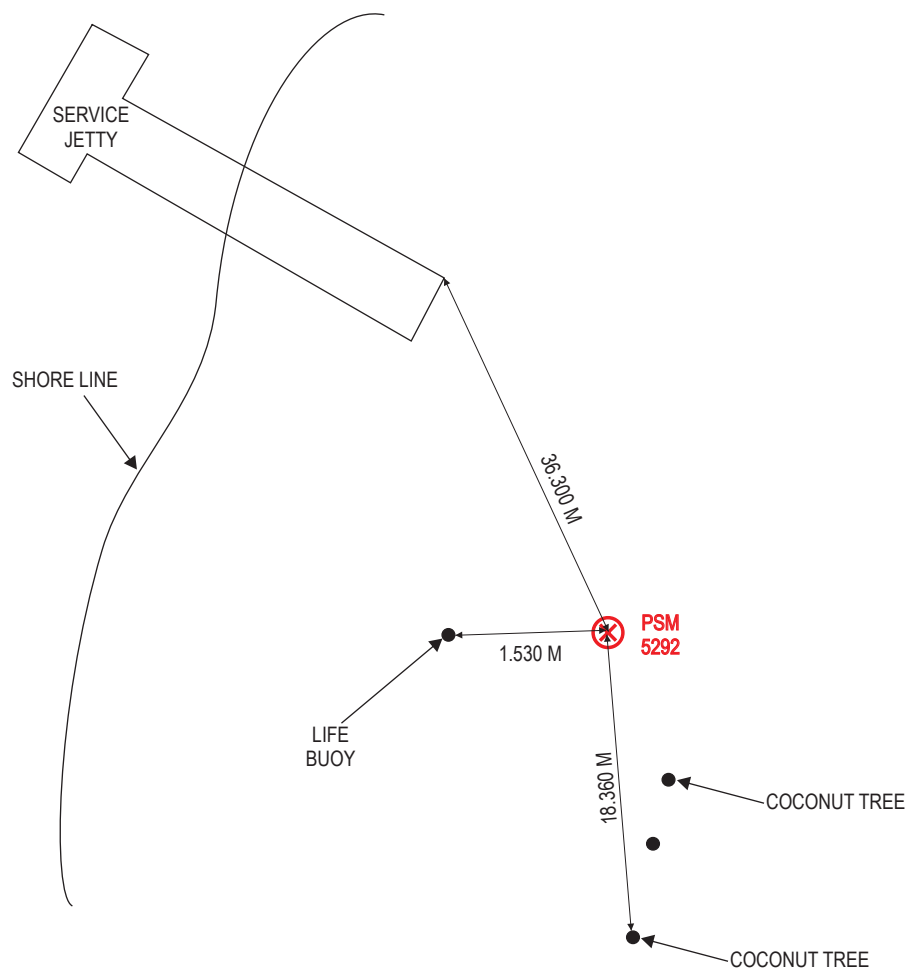 SERVICE
JETTY
SHORE LINE
36.300 M
PSM
5292
1.530 M
LIFE
BUOY
18.360 M
COCONUT TREE
COCONUT TREE